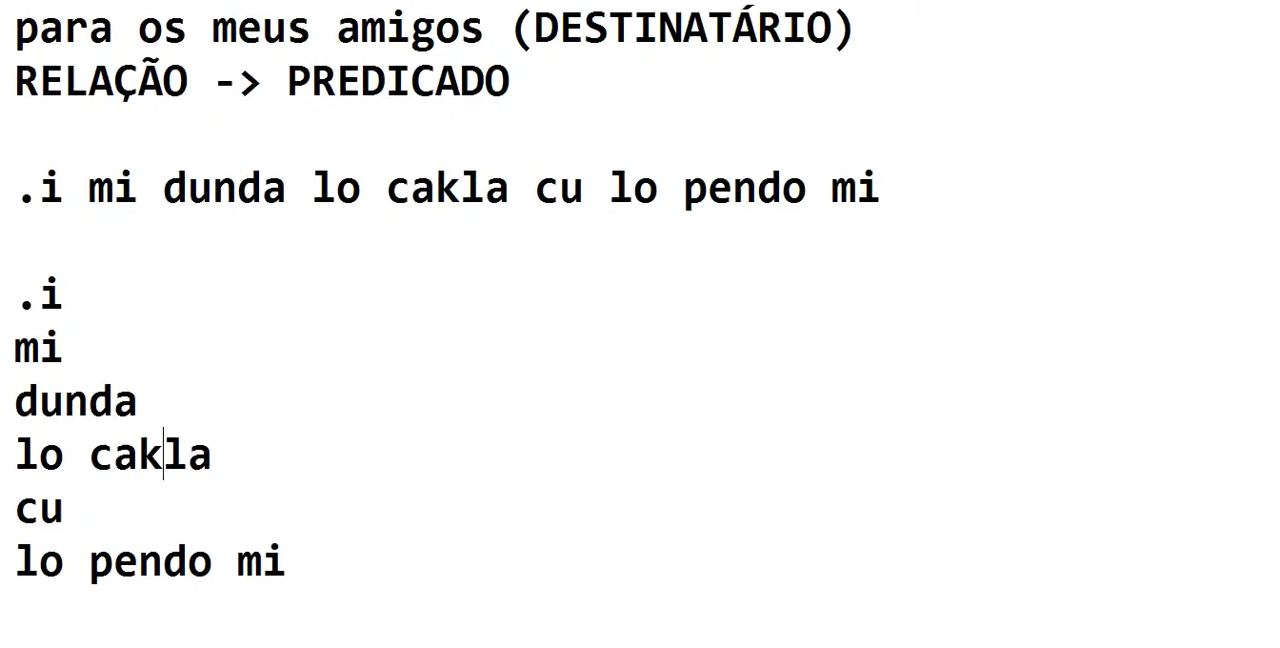 para os meus amigos (DESTINATÁRIO)
RELAÇÃO -> PREDICADO
.i mi dunda lo cakla cu lo pendo mi
.i
mi
dunda
lo cakla
cu
lo pendo mi